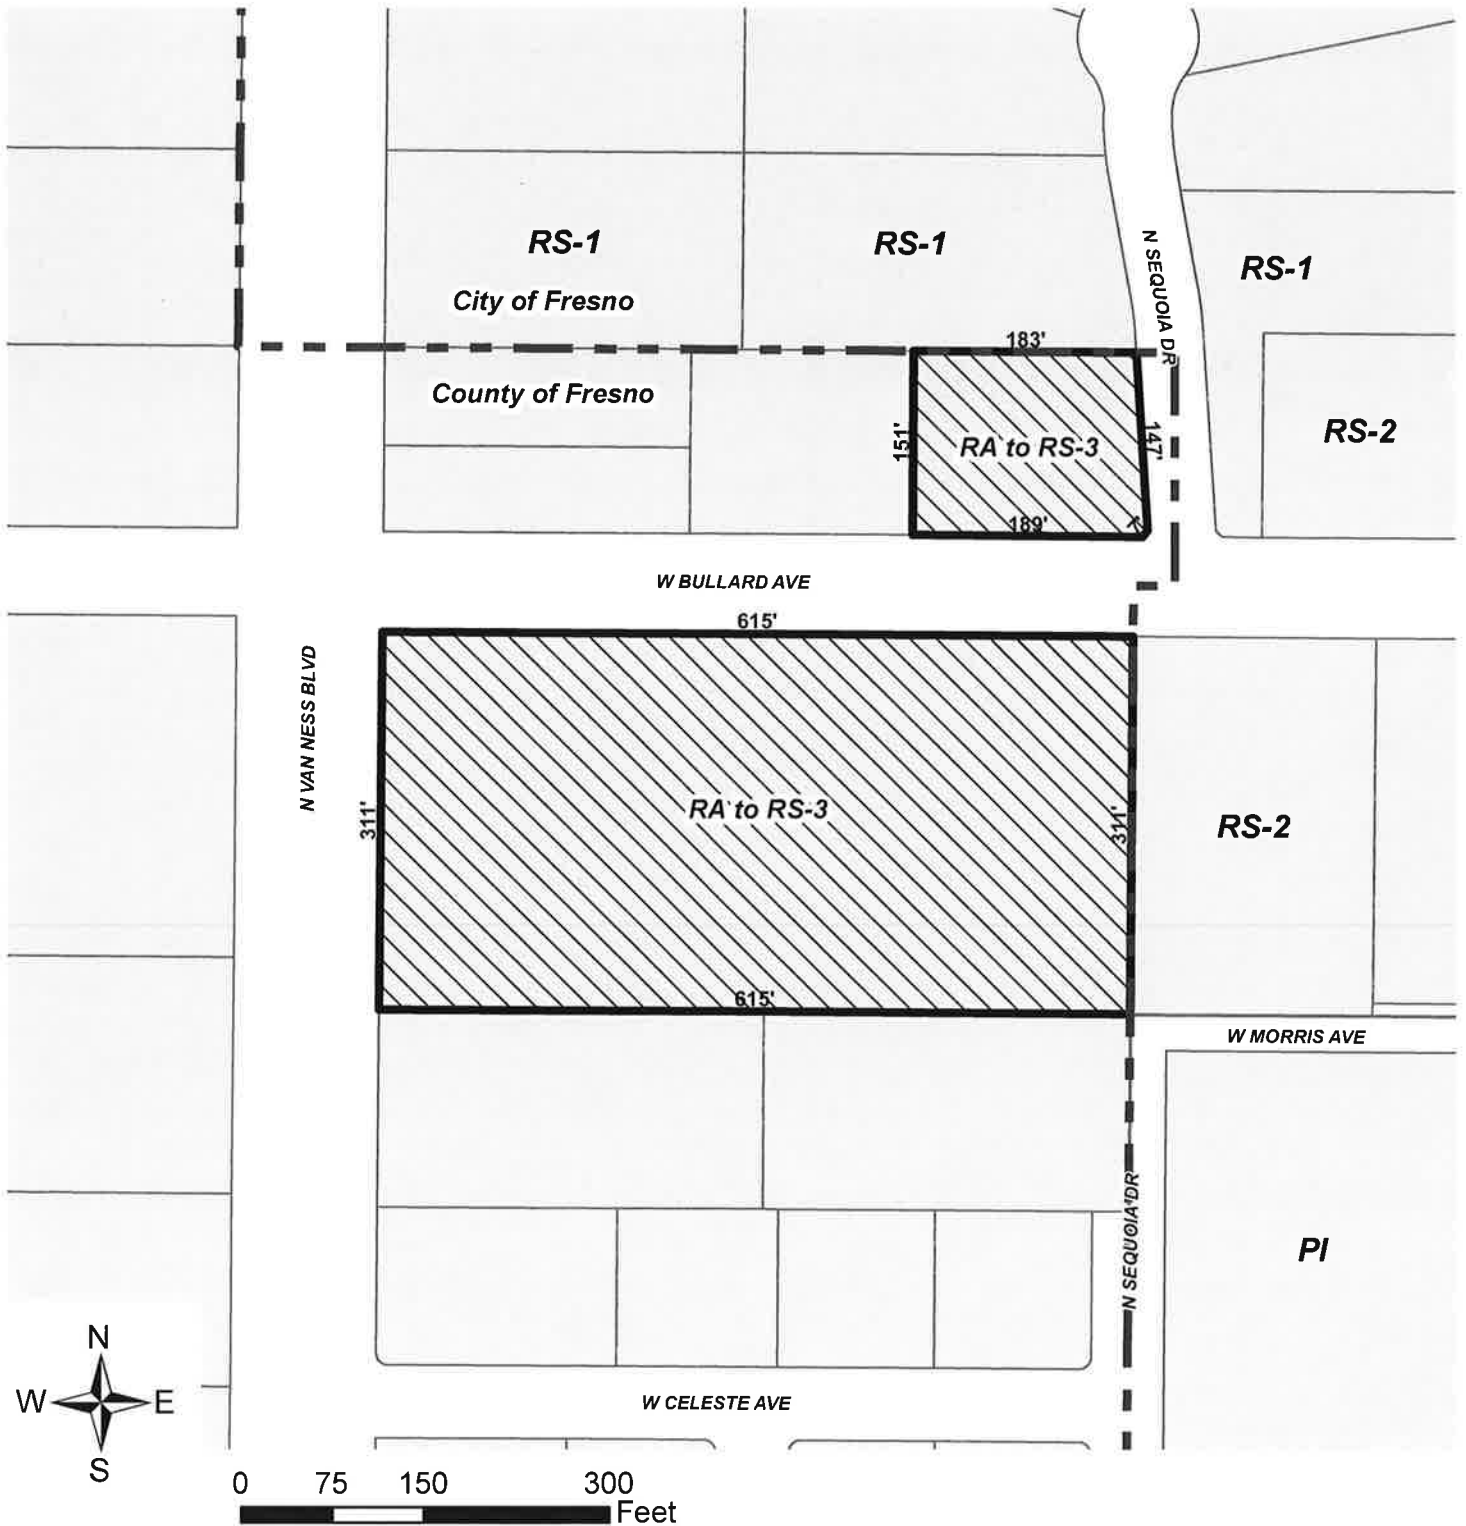 RS-1
RS-1
N SEQUOIA DR
RS-1
City of Fresno
183'
County of Fresno
151'
RA to RS-3
147'
RS-2
189'
7'
W BULLARD AVE
615'
N VAN NESS BLVD
311'
RA to RS-3
311'
RS-2
615'
W MORRIS AVE
N SEQUOIA DR
PI
N
W E
S
W CELESTE AVE
0 75 150 300
Feet